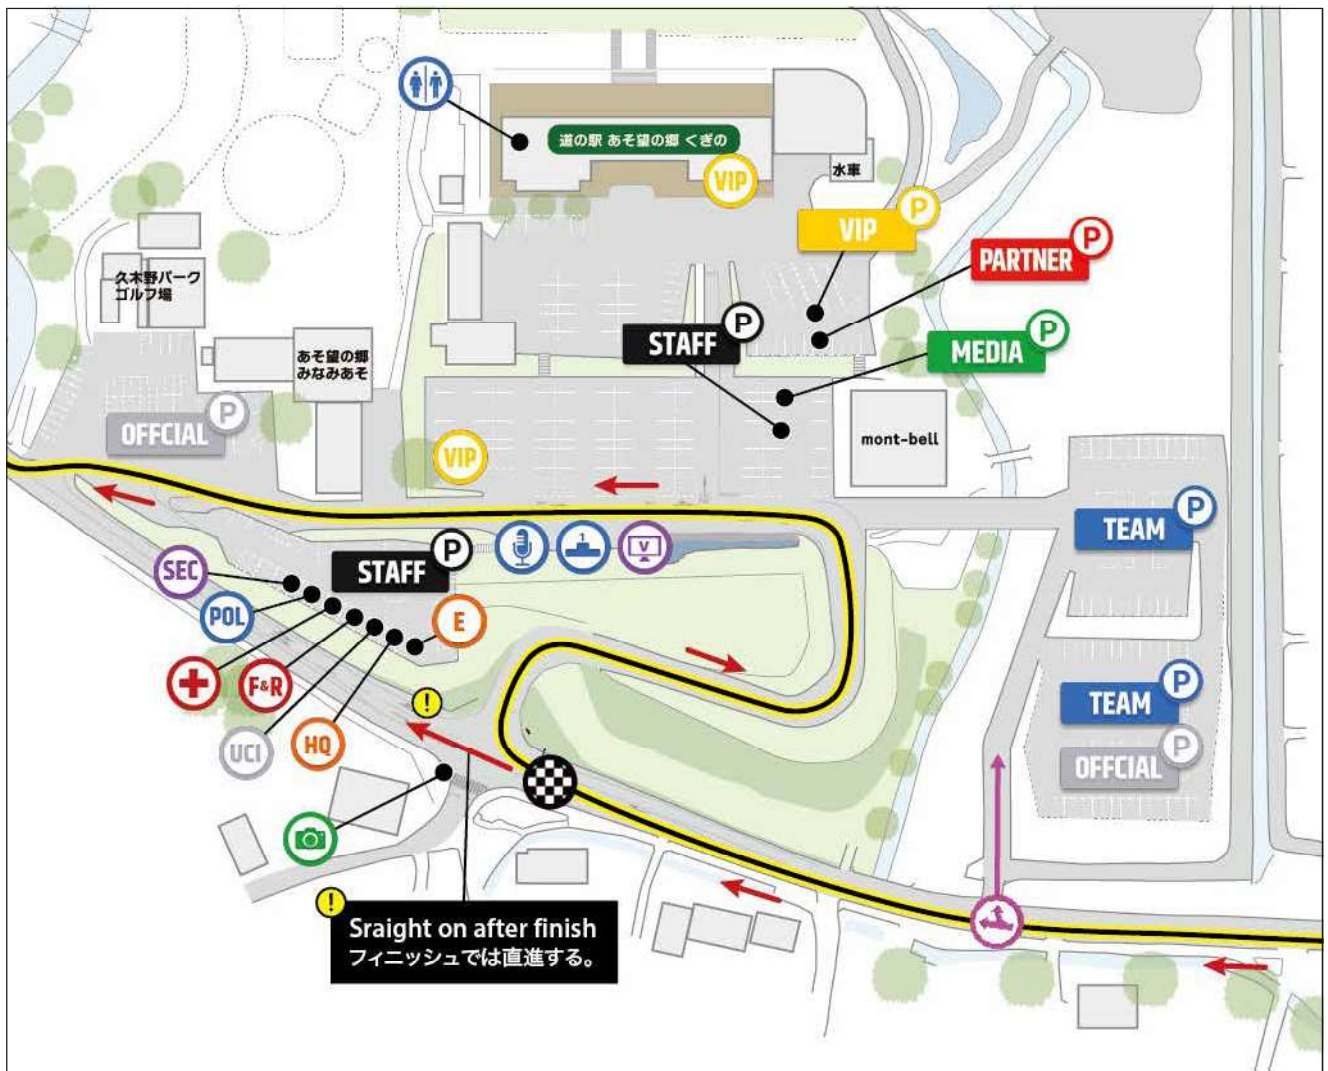 道の駅 あそ望の郷 くぎの
VIP
水車
VIP P
PARTNER P
STAFF P
MEDIA P
久木野パーク
ゴルフ場
あそ望の郷
みなみあそ
OFFCIAL P
VIP
mont-bell
TEAM P
1
V
STAFF P
SEC
POL
E
F&R
UCI
HQ
!
TEAM P
OFFCIAL P
!
Sraight on after finish
フィニッシュでは直進する。